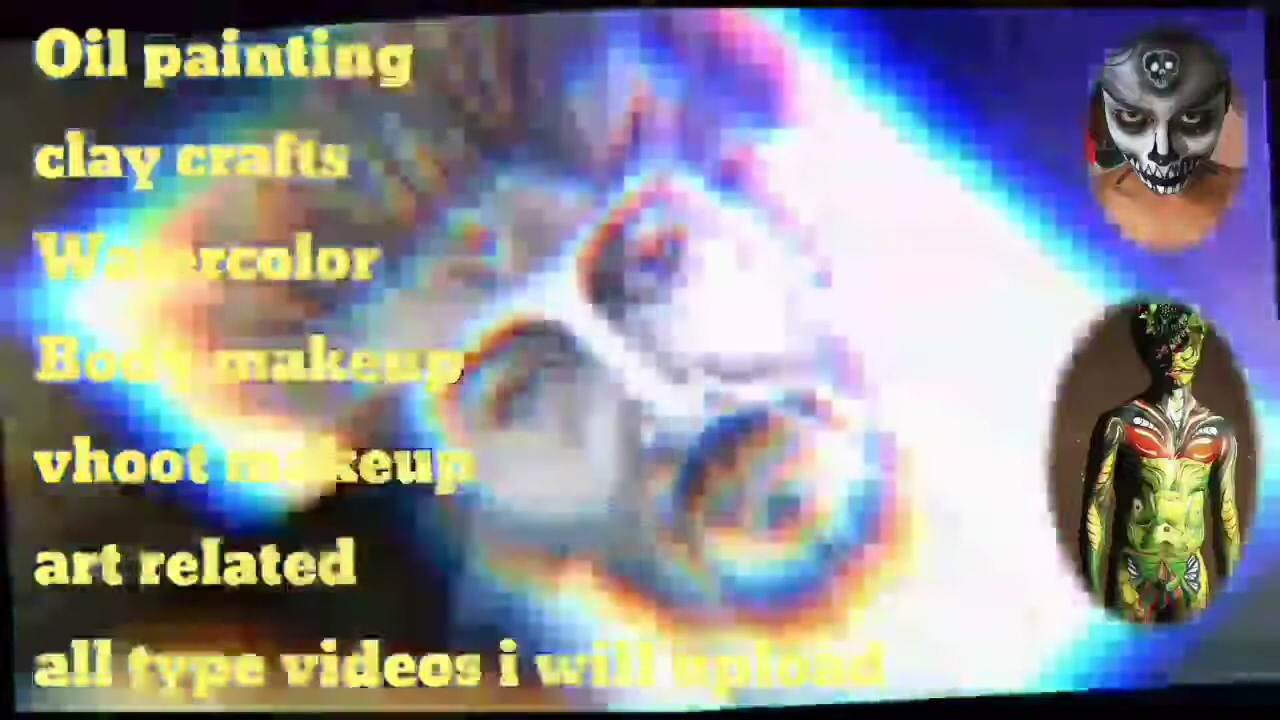 Oil painting
clay crafts
Watercolor
Body makeup
vhoot makeup
art related
all type videos i will upload